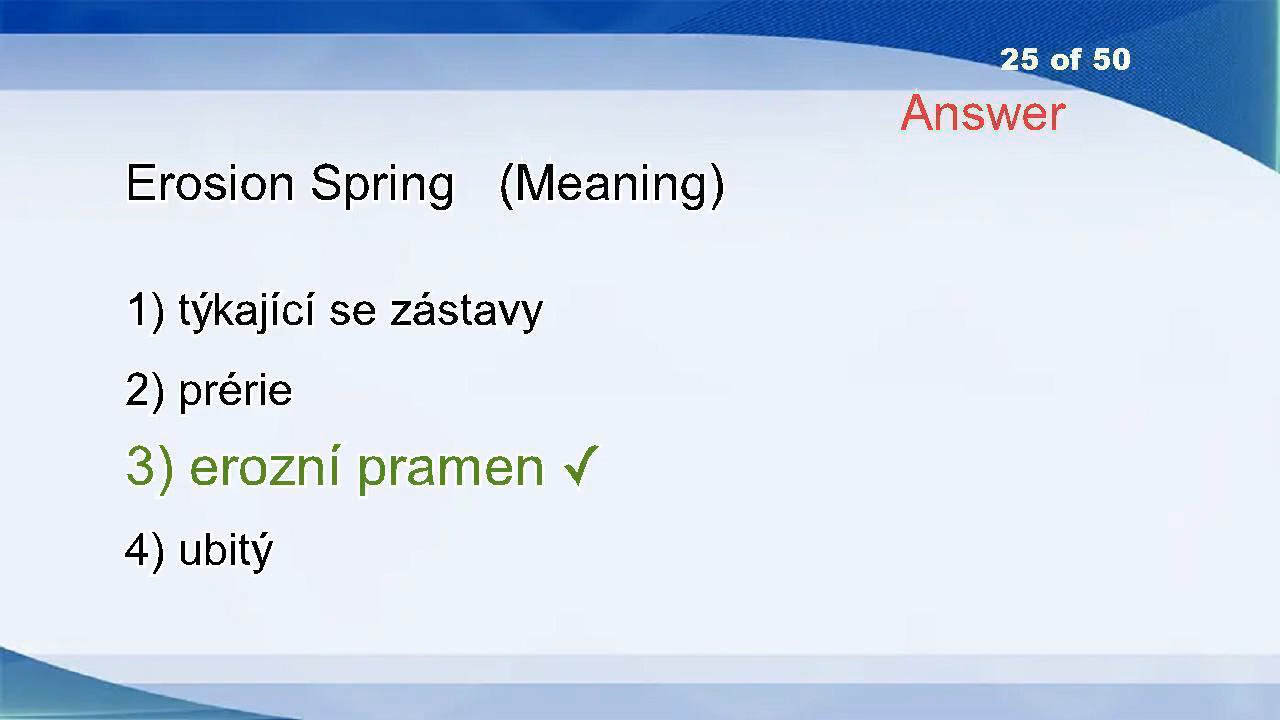 25 of 50
Answer
Erosion Spring (Meaning)
1) týkající se zástavy
2) prérie
3) erozní pramen ✓
4) ubitý